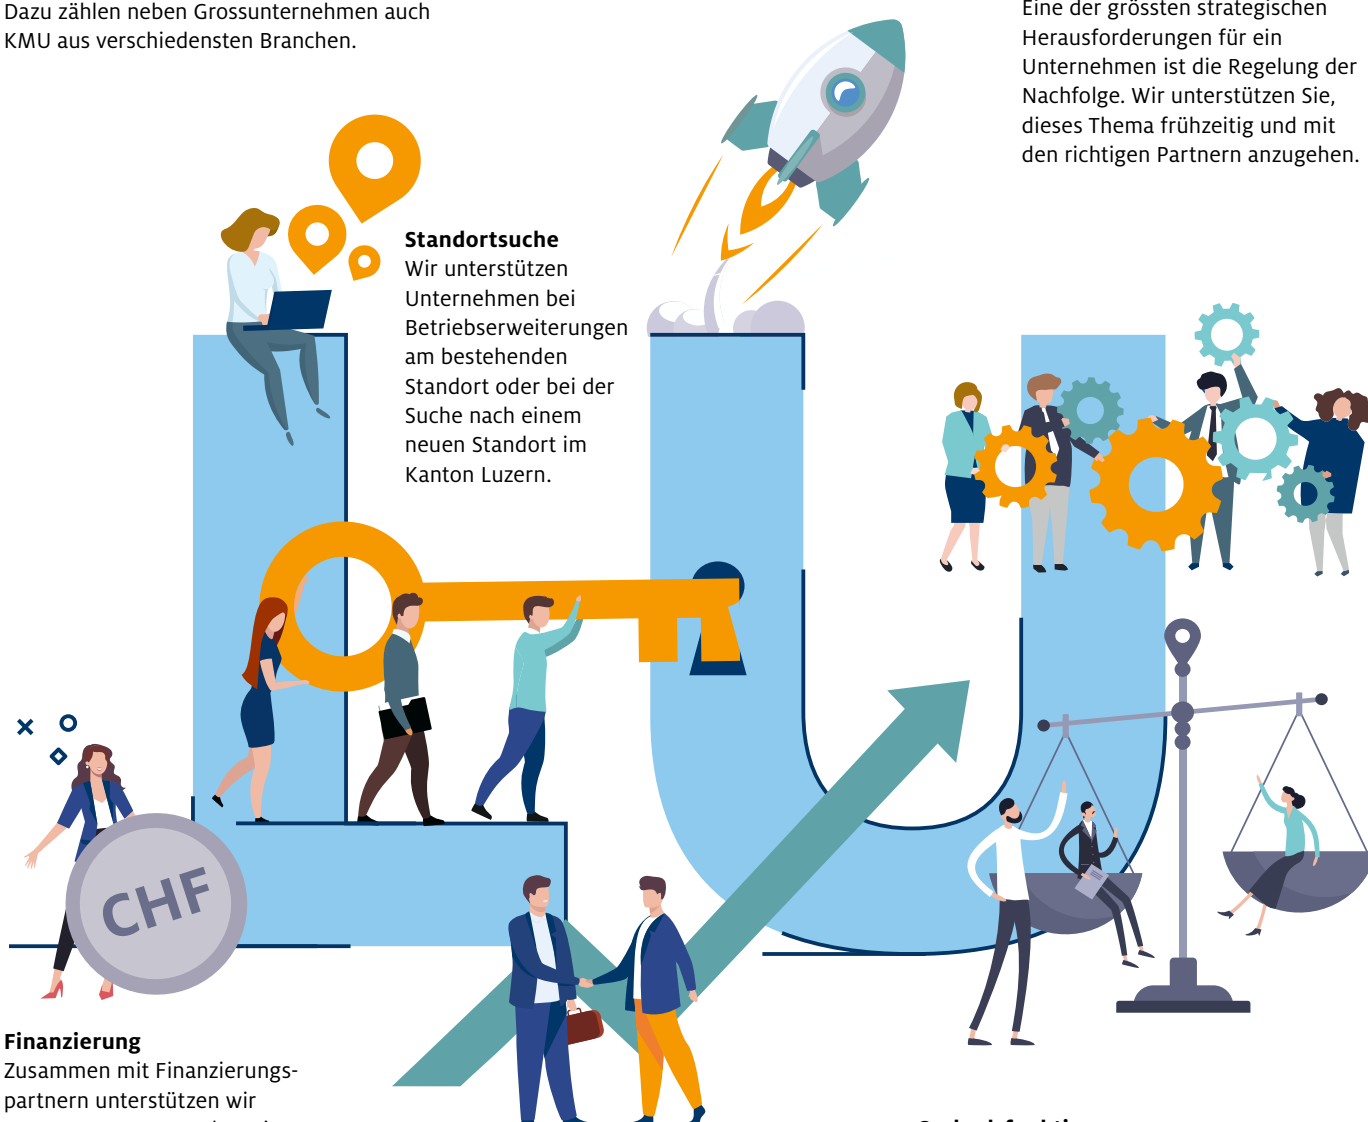 Dazu zählen neben Grossunternehmen auch
KMU aus verschiedensten Branchen.
Eine der grössten strategischen
Herausforderungen für ein
Unternehmen ist die Regelung der
Nachfolge. Wir unterstützen Sie,
dieses Thema frühzeitig und mit
den richtigen Partnern anzugehen.
Standortsuche
Wir unterstützen
Unternehmen bei
Betriebserweiterungen
am bestehenden
Standort oder bei der
Suche nach einem
neuen Standort im
Kanton Luzern.
LU
CHF
Finanzierung
Zusammen mit Finanzierungs-
partnern unterstützen wir